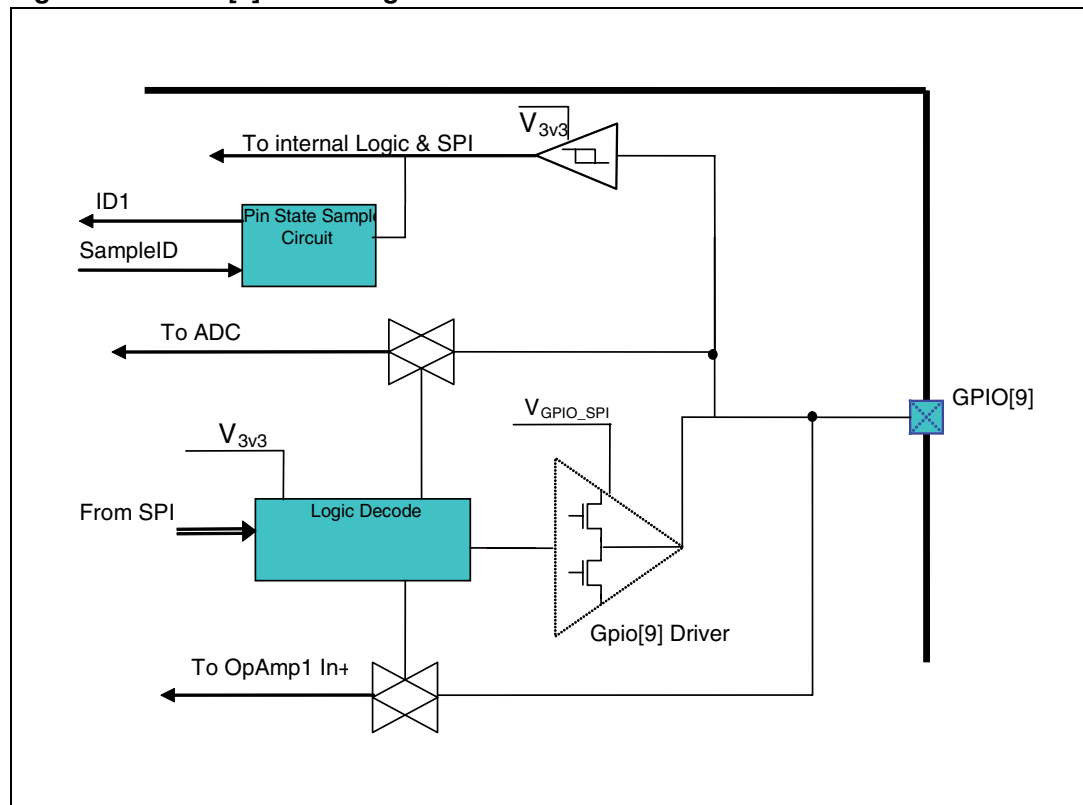 [9]
V3v3
To internal Logic & SPI
ID1
Pin State Sample
Circuit
SampleID
To ADC
GPIO[9]
VGPIO_SPI
V3v3
From SPI
Logic Decode
Gpio[9] Driver
To OpAmp1 In+